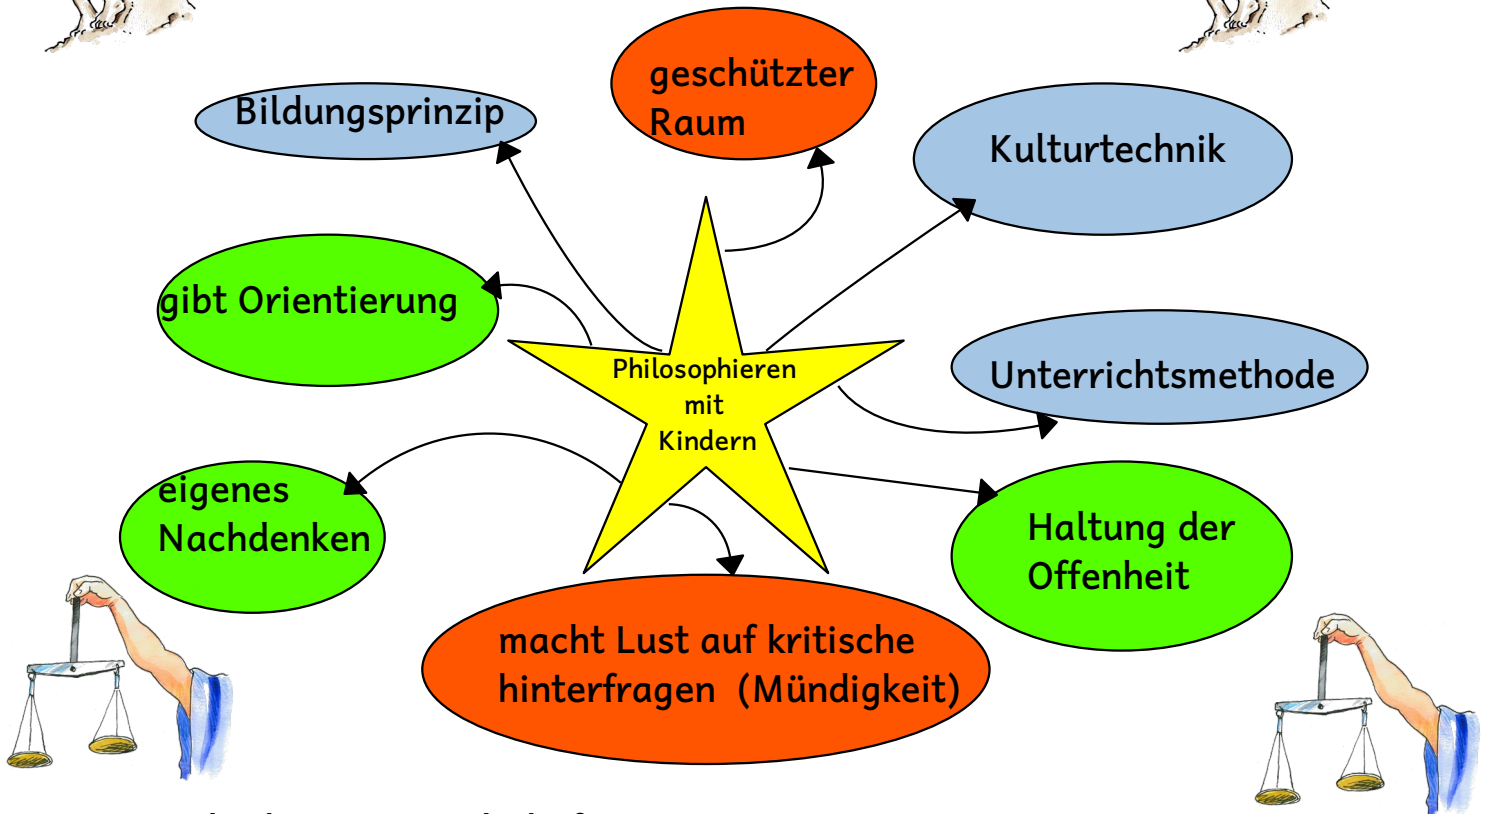 geschützter
Raum
Bildungsprinzip
Kulturtechnik
gibt Orientierung
Philosophieren
mit
Kindern
Unterrichtsmethode
eigenes
Nachdenken
Haltung der
Offenheit
macht Lust auf kritische
hinterfragen (Mündigkeit)